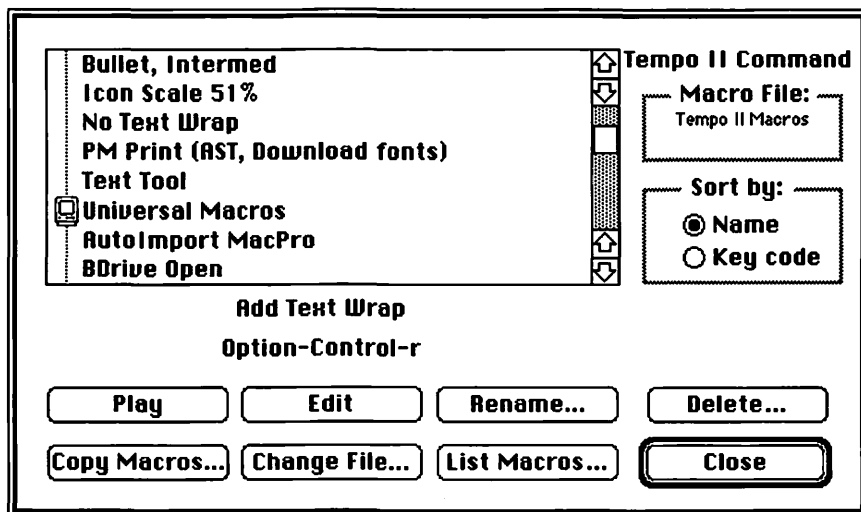 Bullet, Intermed
Icon Scale 51%
No Text Wrap
PM Print (AST, Download fonts)
Text Tool
Universal Macros
AutoImport MacPro
BDrive Open
Tempo II Command
Macro File:
Tempo II Macros
Sort by:
Name
Key code
Add Text Wrap
Option-Control-r
Play
Edit
Rename...
Delete...
Copy Macros...
Change File...
List Macros...
Close